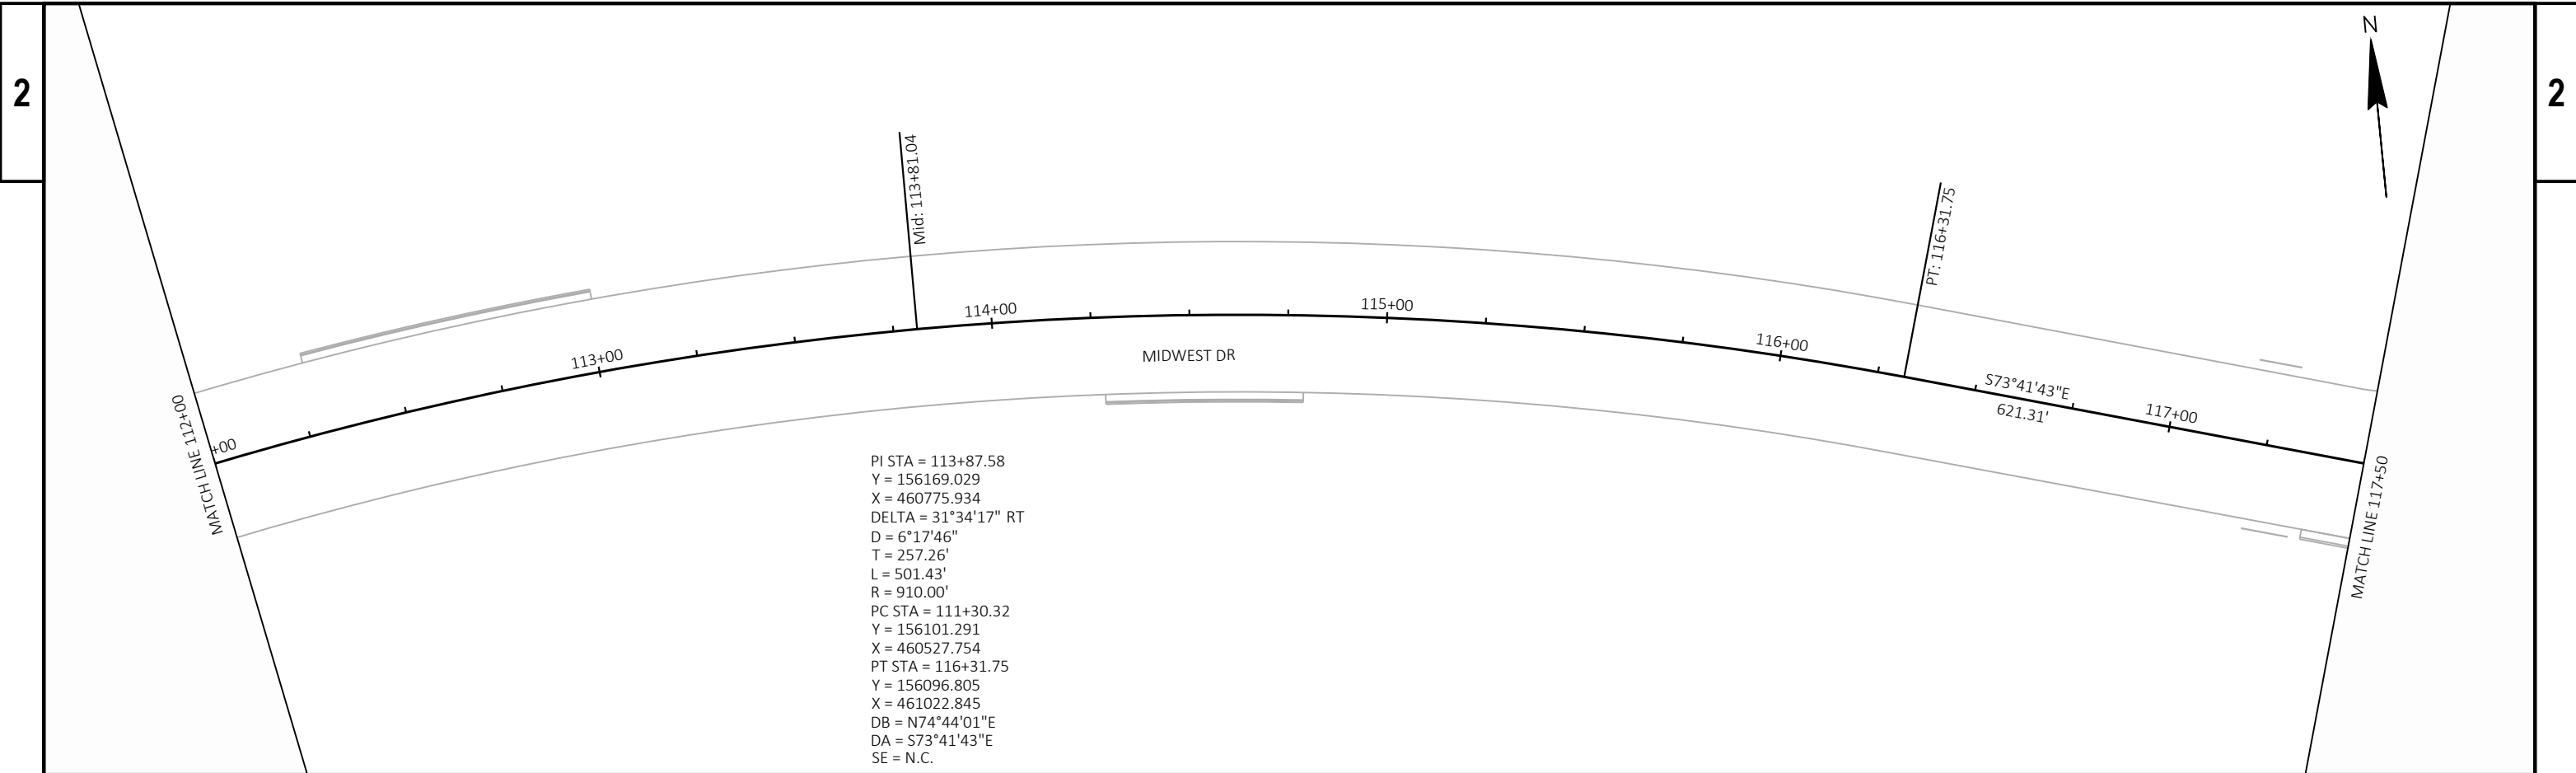 2
2
N
Mid: 113+81.04
PT: 116+31.75
114+00
115+00
113+00
116+00
MIDWEST DR
S73°41'43"E
621.31'
117+00
MATCH LINE 112+00
+00
MATCH LINE 117+50
PI STA = 113+87.58
Y = 156169.029
X = 460775.934
DELTA = 31°34'17" RT
D = 6°17'46"
T = 257.26'
L = 501.43'
R = 910.00'
PC STA = 111+30.32
Y = 156101.291
X = 460527.754
PT STA = 116+31.75
Y = 156096.805
X = 461022.845
DB = N74°44'01"E
DA = S73°41'43"E
SE = N.C.